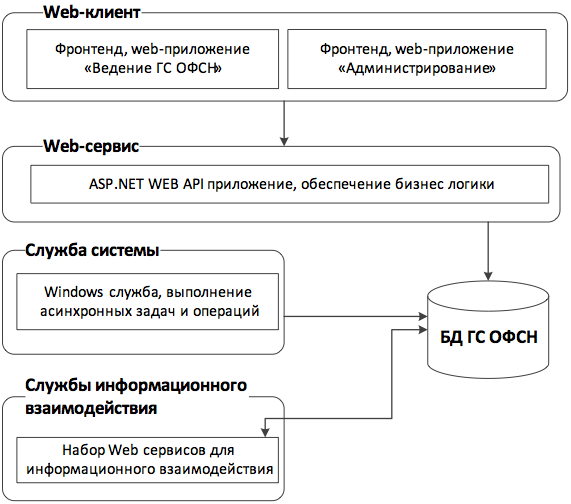 Web-клиент
Фронтенд, web-приложение
«Ведение ГС ОФСН»
Фронтенд, web-приложение
«Администрирование»
Web-сервис
ASP.NET WEB API приложение, обеспечение бизнес логики
Служба системы
Windows служба, выполнение
асинхронных задач и операций
БД ГС ОФСН
Службы информационного
взаимодействия
Набор Web сервисов для
информационного взаимодействия